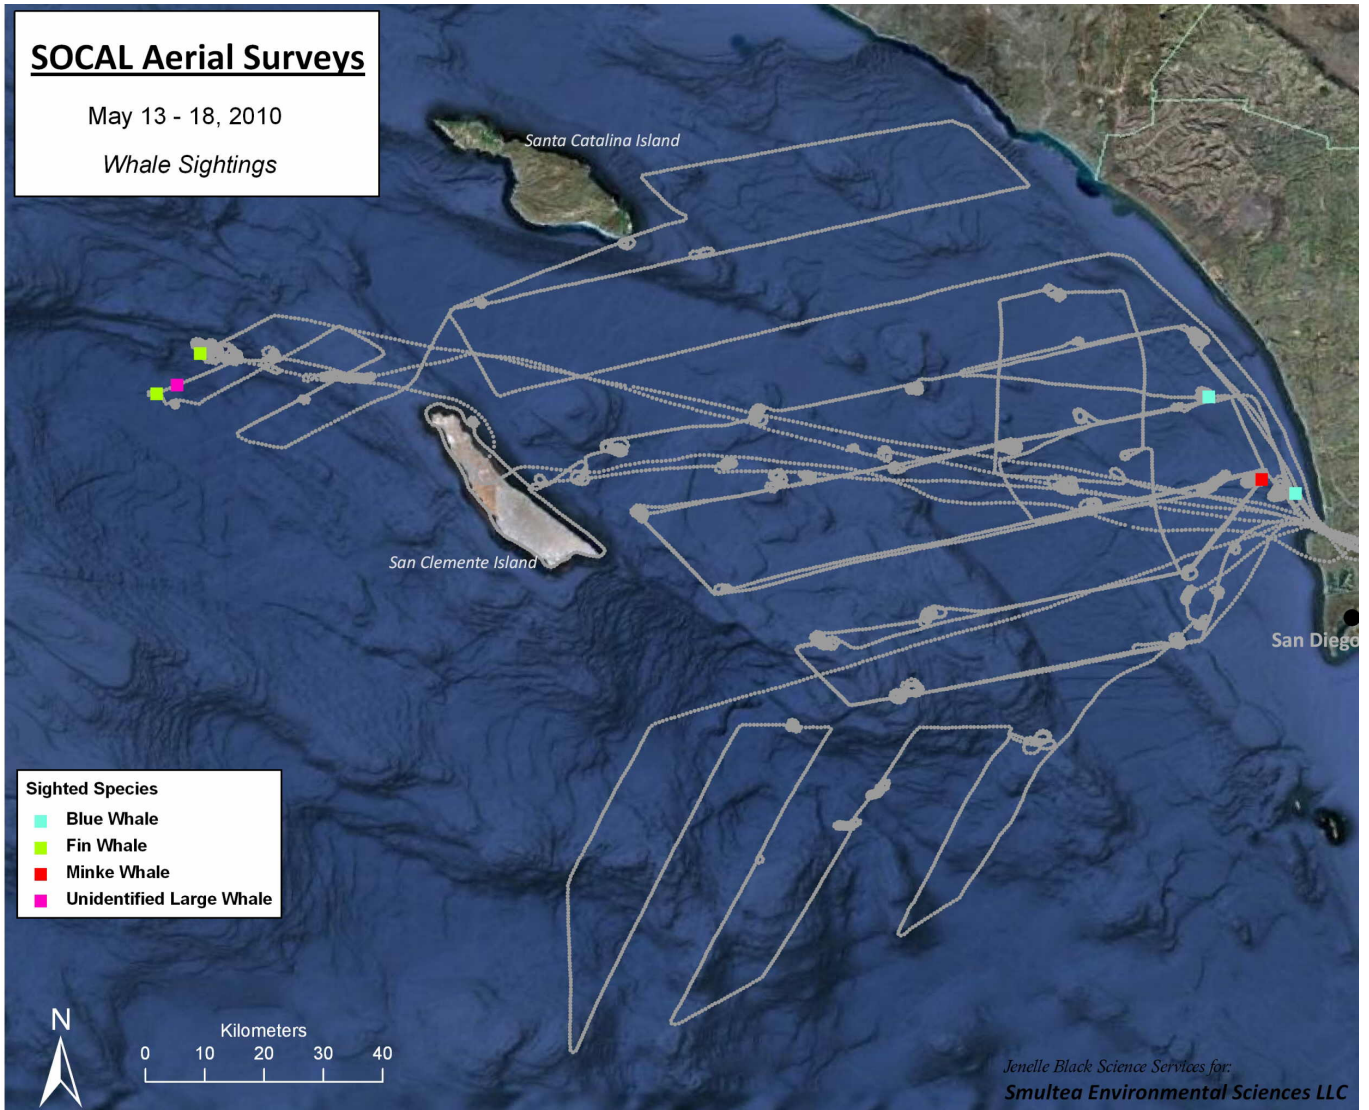 SOCAL Aerial Surveys
May 13 - 18, 2010
Whale Sightings
Santa Catalina Island
San Clemente Island
San Diego
Sighted Species
Blue Whale
Fin Whale
Minke Whale
Unidentified Large Whale
N
Kilometers
0 10 20 30 40
Jenelle Black Science Services for:
Smultea Environmental Sciences LLC